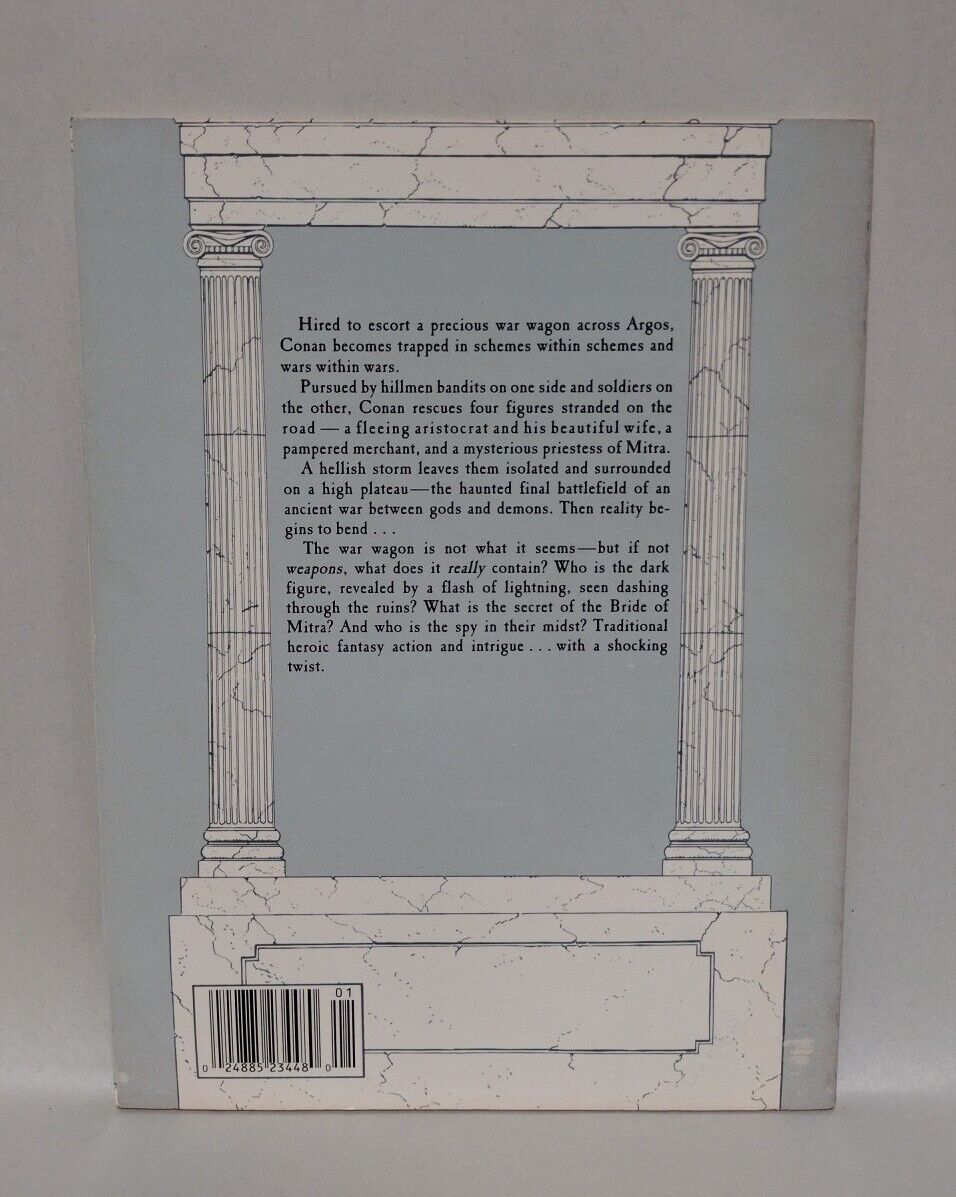 Hired to escort a precious war wagon across Argos,
Conan becomes trapped in schemes within schemes and
wars within wars.
Pursued by hillmen bandits on one side and soldiers on
the other, Conan rescues four figures stranded on the
road — a fleeing aristocrat and his beautiful wife, a
pampered merchant, and a mysterious priestess of Mitra.
A hellish storm leaves them isolated and surrounded
on a high plateau—the haunted final battlefield of an
ancient war between gods and demons. Then reality be-
gins to bend . . .
The war wagon is not what it seems—but if not
weapons, what does it really contain? Who is the dark
figure, revealed by a flash of lightning, seen dashing
through the ruins? What is the secret of the Bride of
Mitra? And who is the spy in their midst? Traditional
heroic fantasy action and intrigue . . . with a shocking
twist.
01
0 24885 23448 0